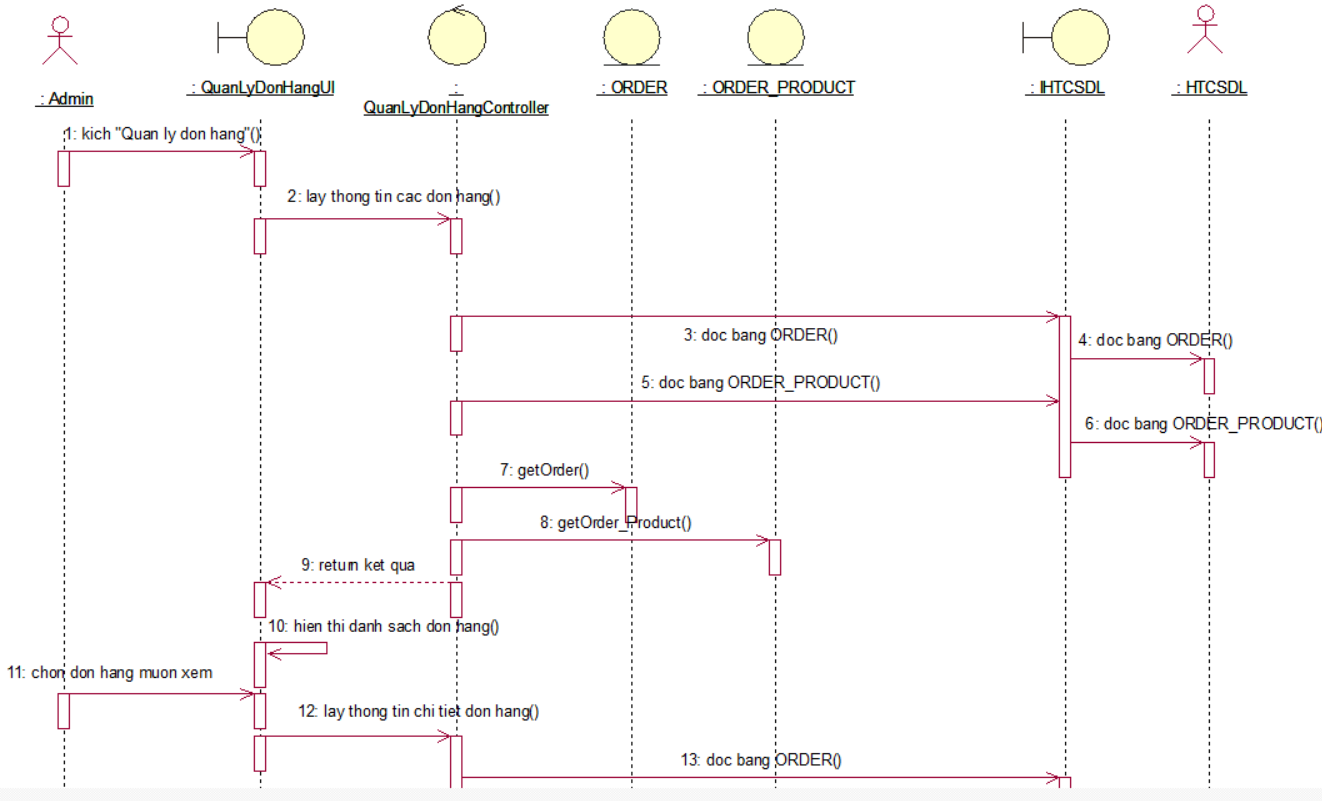 : Admin
: QuanLyDonHangUI
:
QuanLyDonHangController
: ORDER
: ORDER_PRODUCT
: IHTCSDL
: HTCSDL
1: kich "Quan ly don hang"()
2: lay thong tin cac don hang()
3: doc bang ORDER()
4: doc bang ORDER()
5: doc bang ORDER_PRODUCT()
6: doc bang ORDER_PRODUCT()
7: getOrder()
8: getOrder_Product()
9: return ket qua
10: hien thi danh sach don hang()
11: chon don hang muon xem
12: lay thong tin chi tiet don hang()
13: doc bang ORDER()